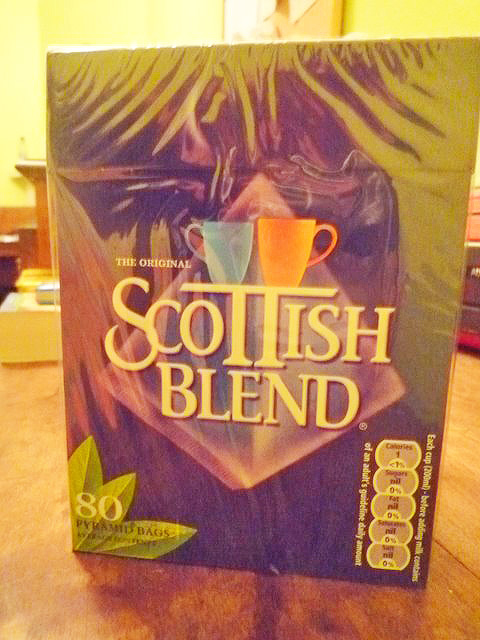 THE ORIGINAL
SCOTTISH
BLEND
®
80
PYRAMID BAGS
Each cup (200ml) - before adding milk contains
Calories
1
<1%
Sugars
nil
0%
Fat
nil
0%
Saturates
nil
0%
Salt
nil
0%
of an adult's guideline daily amount